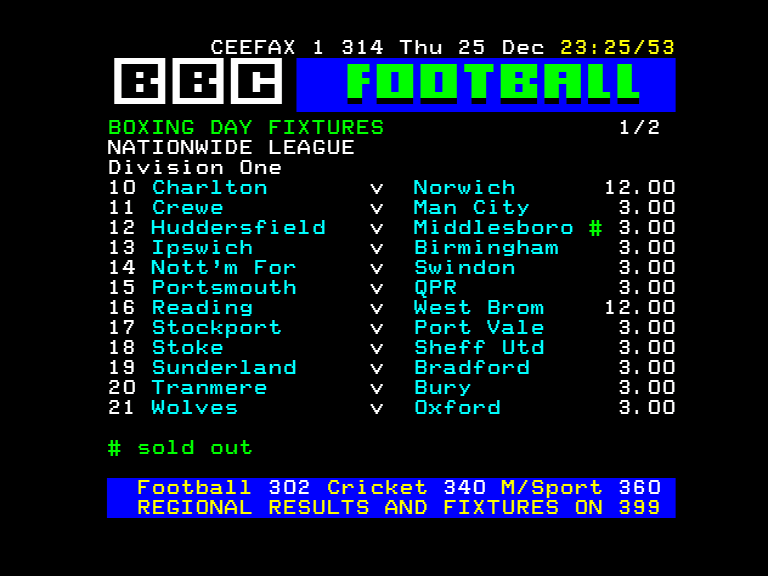 CEEFAX 1 314 Thu 25 Dec 23:25/53
BBC FOOTBALL
BOXING DAY FIXTURES 1/2
NATIONWIDE LEAGUE
Division One
10 Charlton v Norwich 12.00
11 Crewe v Man City 3.00
12 Huddersfield v Middlesboro # 3.00
13 Ipswich v Birmingham 3.00
14 Nott'm For v Swindon 3.00
15 Portsmouth v QPR 3.00
16 Reading v West Brom 12.00
17 Stockport v Port Vale 3.00
18 Stoke v Sheff Utd 3.00
19 Sunderland v Bradford 3.00
20 Tranmere v Bury 3.00
21 Wolves v Oxford 3.00
# sold out
Football 302 Cricket 340 M/Sport 360
REGIONAL RESULTS AND FIXTURES ON 399